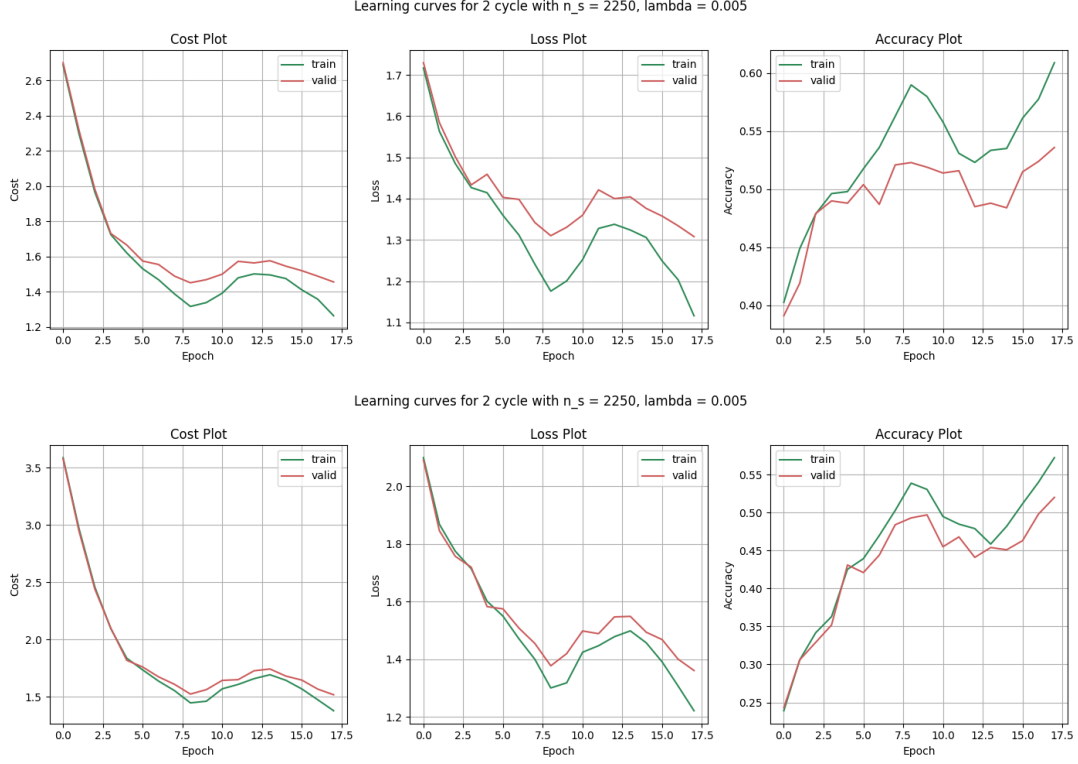 Learning curves for 2 cycle with n_s = 2250, lambda = 0.005
Cost Plot
Cost
2.6
2.4
2.2
2.0
1.8
1.6
1.4
1.2
train
valid
0.0 2.5 5.0 7.5 10.0 12.5 15.0 17.5
Epoch
Loss Plot
Loss
1.7
1.6
1.5
1.4
1.3
1.2
1.1
train
valid
0.0 2.5 5.0 7.5 10.0 12.5 15.0 17.5
Epoch
Accuracy Plot
Accuracy
0.60
0.55
0.50
0.45
0.40
train
valid
0.0 2.5 5.0 7.5 10.0 12.5 15.0 17.5
Epoch
Learning curves for 2 cycle with n_s = 2250, lambda = 0.005
Cost Plot
Cost
3.5
3.0
2.5
2.0
1.5
train
valid
0.0 2.5 5.0 7.5 10.0 12.5 15.0 17.5
Epoch
Loss Plot
Loss
2.0
1.8
1.6
1.4
1.2
train
valid
0.0 2.5 5.0 7.5 10.0 12.5 15.0 17.5
Epoch
Accuracy Plot
Accuracy
0.55
0.50
0.45
0.40
0.35
0.30
0.25
train
valid
0.0 2.5 5.0 7.5 10.0 12.5 15.0 17.5
Epoch